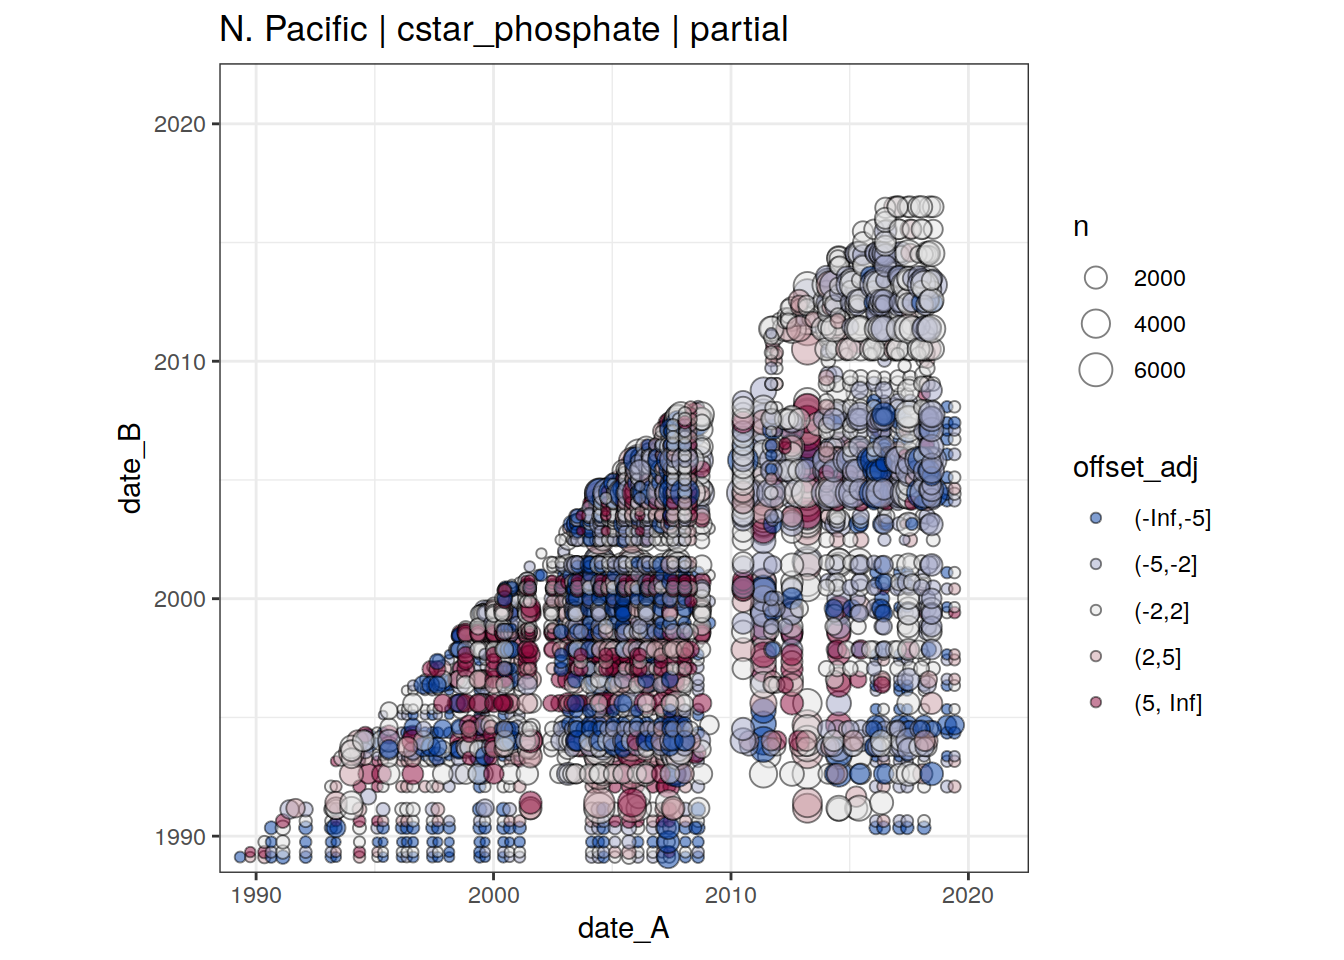 N. Pacific | cstar_phosphate | partial
date_B
2020
2010
2000
1990
1990
2000
2010
2020
date_A
n
2000
4000
6000
offset_adj
(-Inf,-5]
(-5,-2]
(-2,2]
(2,5]
(5, Inf]